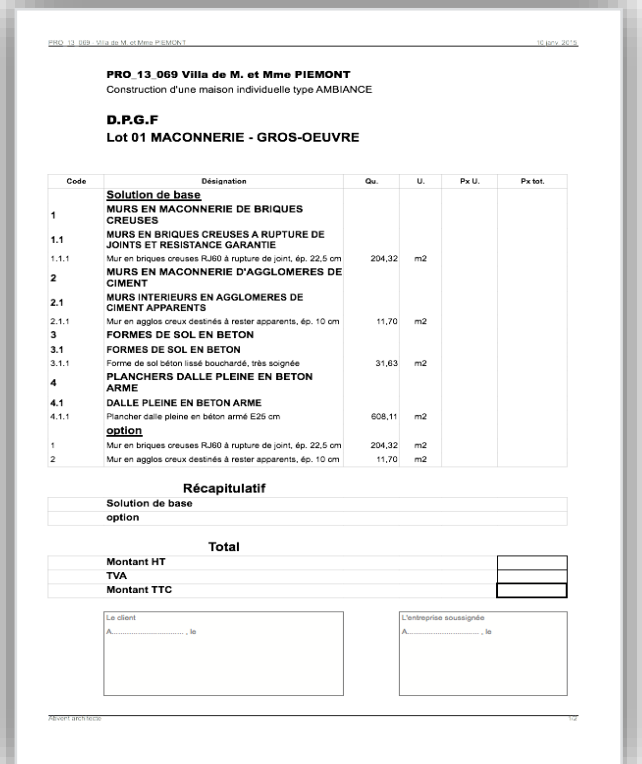 PRO_13_069 - Villa de M. et Mme PIEMONT 10 janv. 2015
PRO_13_069 Villa de M. et Mme PIEMONT
Construction d'une maison individuelle type AMBIANCE
D.P.G.F
Lot 01 MACONNERIE - GROS-OEUVRE
Code Désignation Qu. U. Px U. Px tot.
Solution de base
1 MURS EN MACONNERIE DE BRIQUES
CREUSES
1.1 MURS EN BRIQUES CREUSES A RUPTURE DE
JOINTS ET RESISTANCE GARANTIE
1.1.1 Mur en briques creuses RJ60 à rupture de joint, ép. 22,5 cm 204,32 m2
2 MURS EN MACONNERIE D'AGGLOMERES DE
CIMENT
2.1 MURS INTERIEURS EN AGGLOMERES DE
CIMENT APPARENTS
2.1.1 Mur en agglos creux destinés à rester apparents, ép. 10 cm 11,70 m2
3 FORMES DE SOL EN BETON
3.1 FORMES DE SOL EN BETON
3.1.1 Forme de sol béton lissé bouchardé, très soignée 31,63 m2
4 PLANCHERS DALLE PLEINE EN BETON
ARME
4.1 DALLE PLEINE EN BETON ARME
4.1.1 Plancher dalle pleine en béton armé E25 cm 608,11 m2
option
1 Mur en briques creuses RJ60 à rupture de joint, ép. 22,5 cm 204,32 m2
2 Mur en agglos creux destinés à rester apparents, ép. 10 cm 11,70 m2
Récapitulatif
Solution de base
option
Total
Montant HT
TVA
Montant TTC
Le client L'entreprise soussignée
A............................. , le A............................. , le
Abvent architecte 1/2